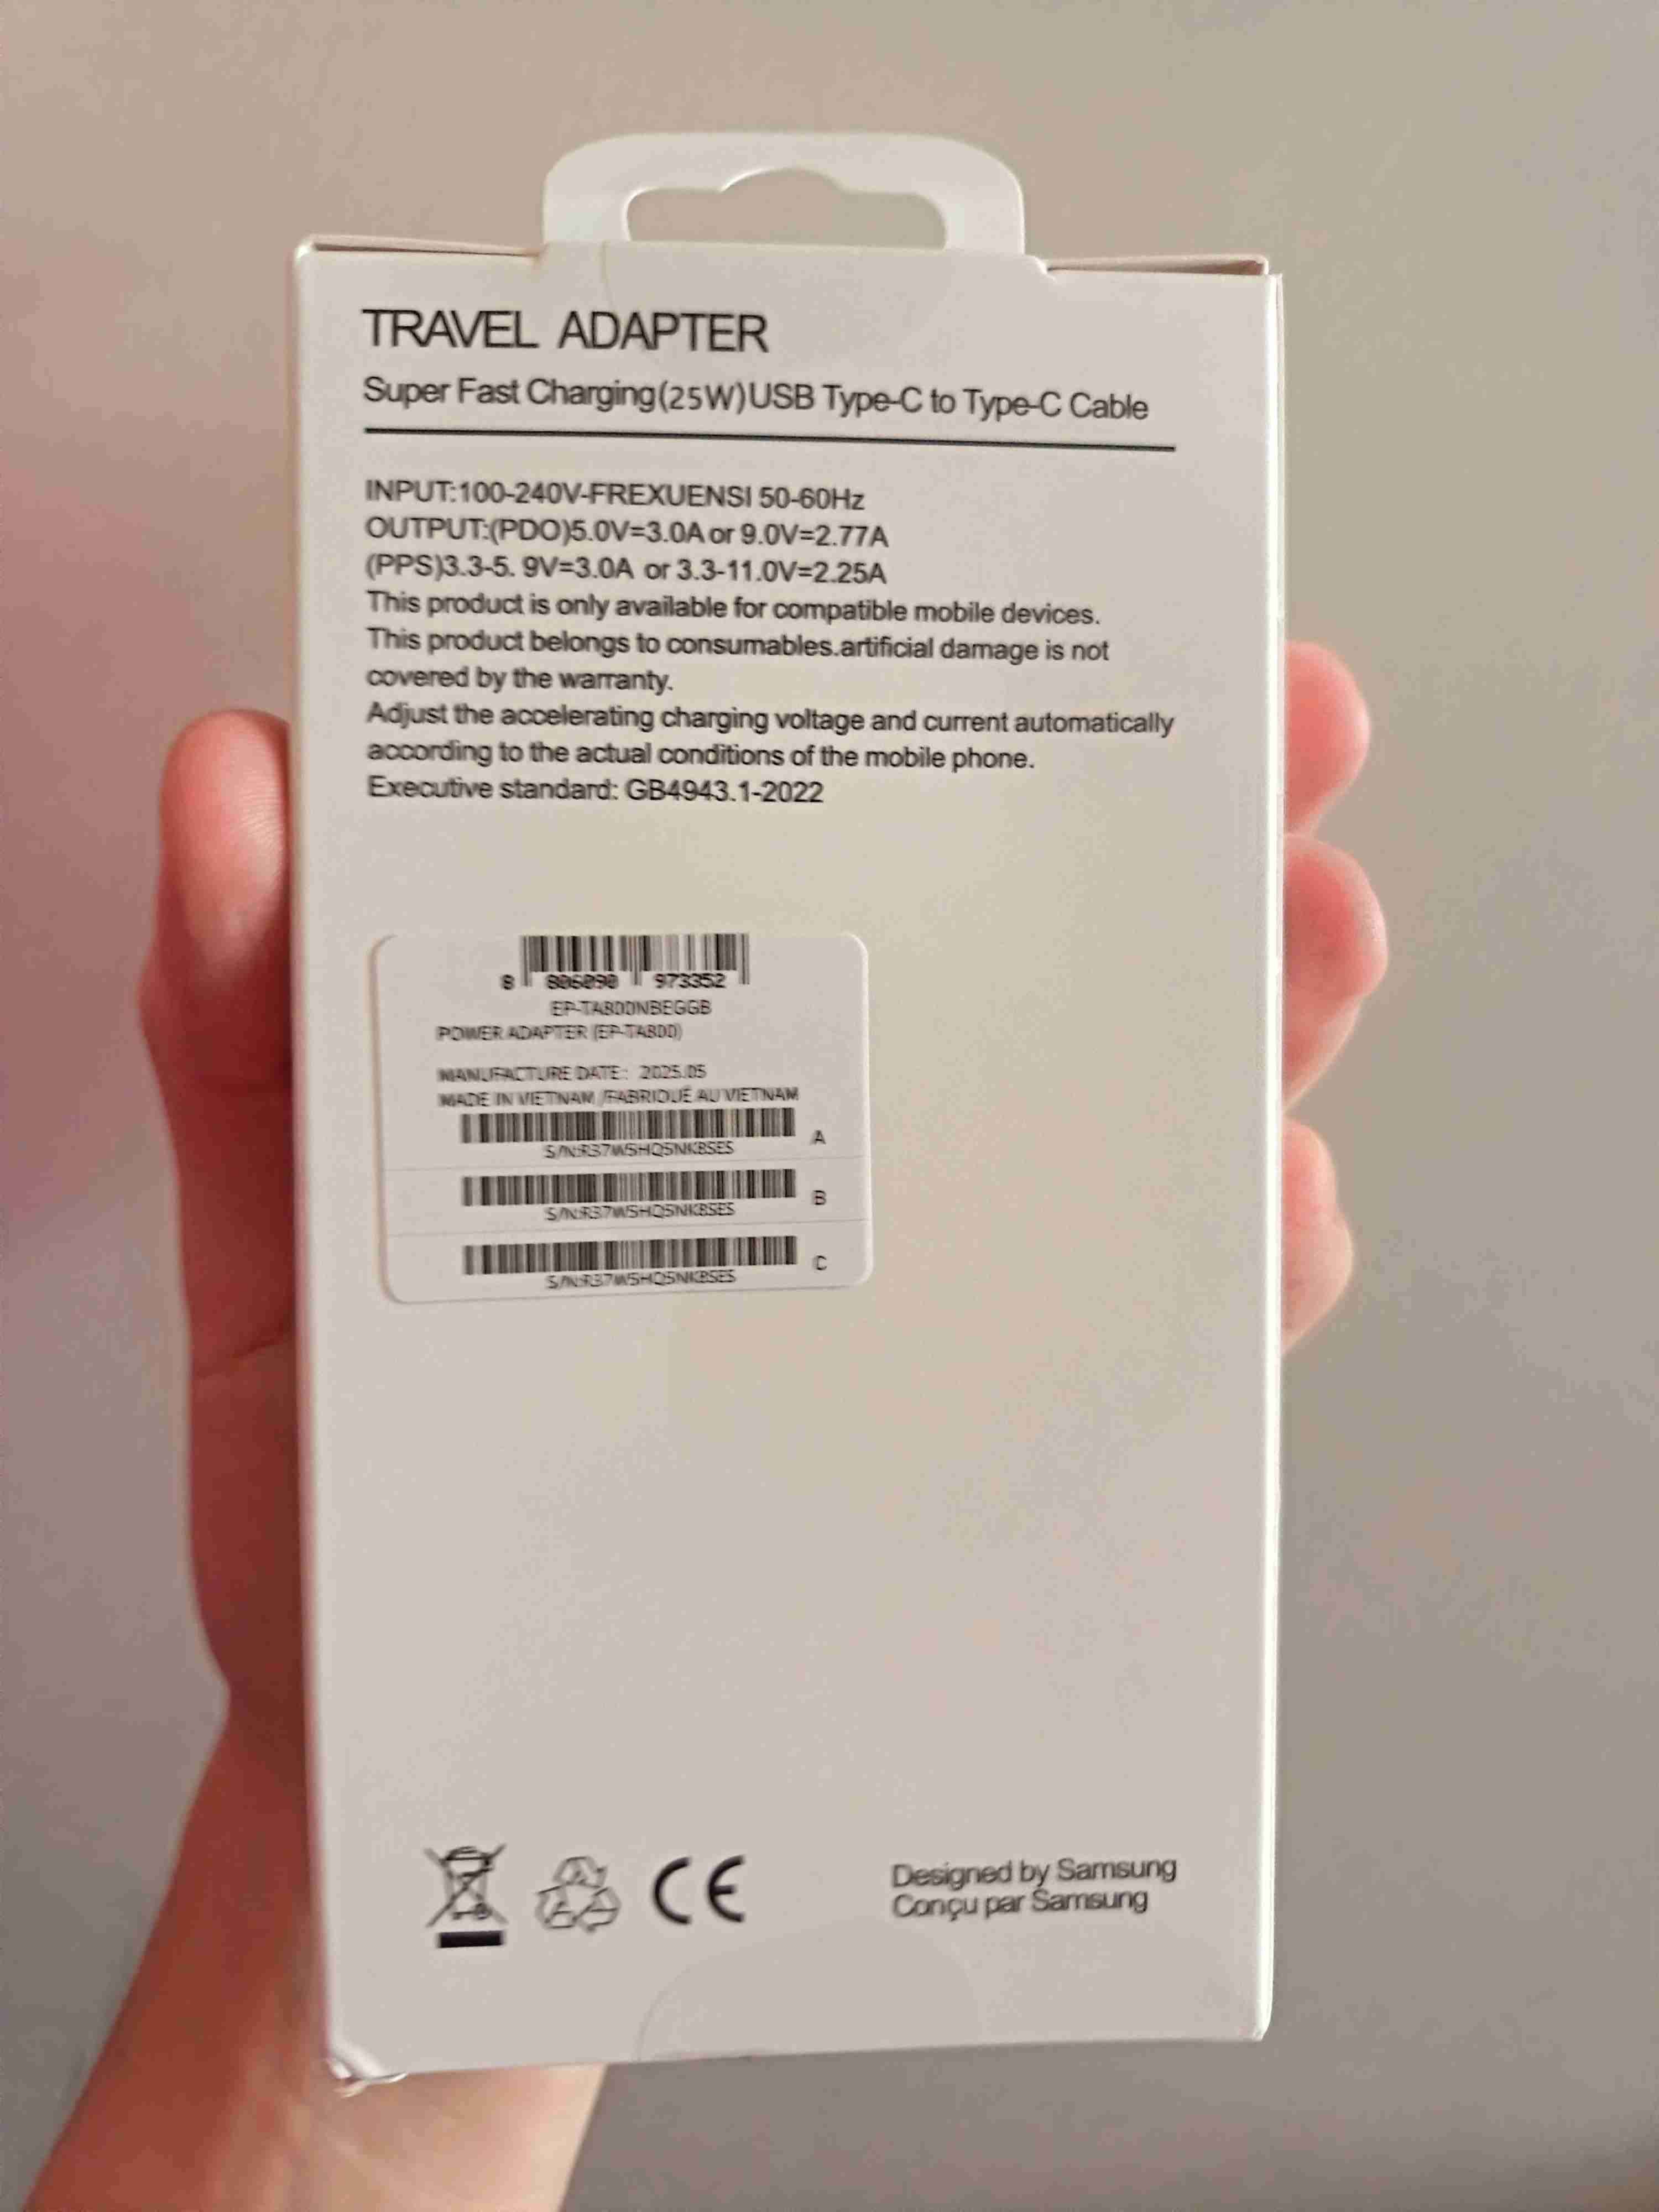 TRAVEL ADAPTER
Super Fast Charging(25W)USB Type-C to Type-C Cable
INPUT:100-240V-FREXUENSI 50-60Hz
OUTPUT:(PDO)5.0V=3.0A or 9.0V=2.77A
(PPS)3.3-5. 9V=3.0A or 3.3-11.0V=2.25A
This product is only available for compatible mobile devices.
This product belongs to consumables.artificial damage is not
covered by the warranty.
Adjust the accelerating charging voltage and current automatically
according to the actual conditions of the mobile phone.
Executive standard: GB4943.1-2022
8 806090 973352
EP-TA800NBEGGB
POWER ADAPTER (EP-TA800)
MANUFACTURE DATE: 2025.05
MADE IN VIETNAM /FABRIQUÉ AU VIETNAM
A
S/N:R37W5HQ5NKBSES
B
S/N:R37W5HQ5NKBSES
C
S/N:R37W5HQ5NKBSES
CE
Designed by Samsung
Conçu par Samsung